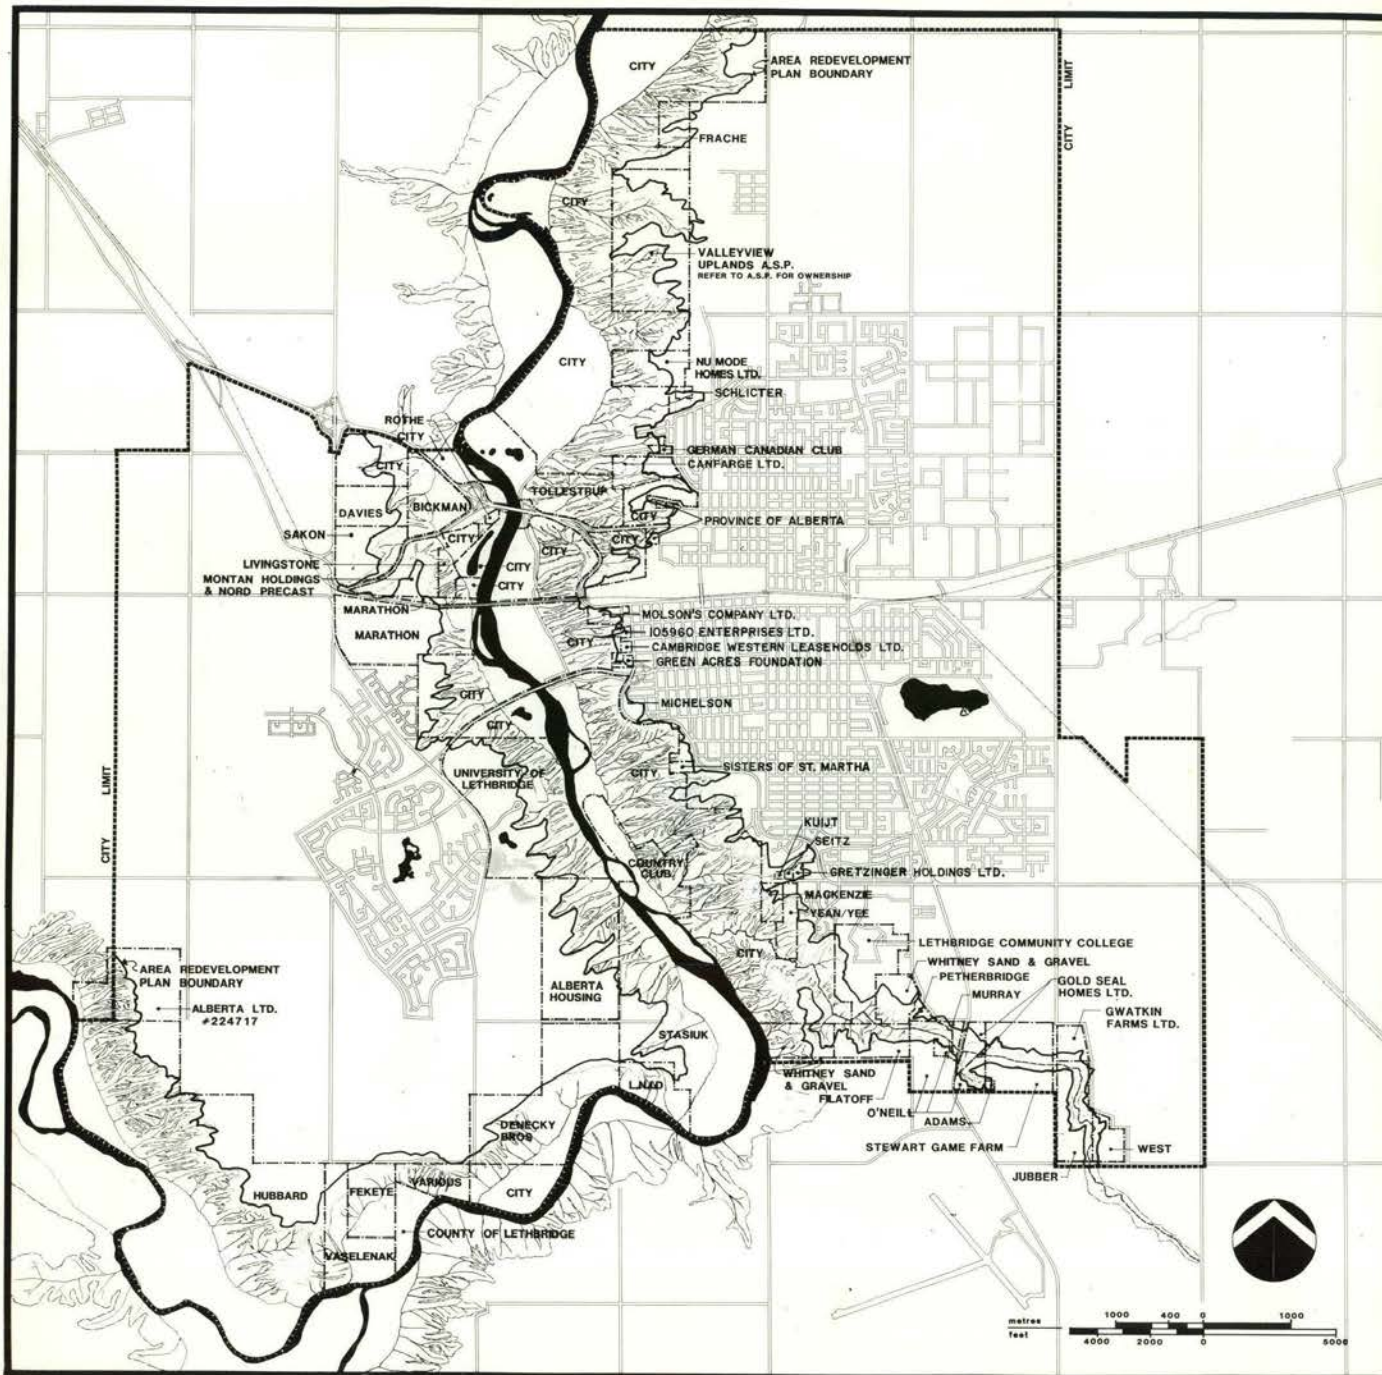 CITY
AREA REDEVELOPMENT
PLAN BOUNDARY
CITY LIMIT
FRACHE
CITY
VALLEYVIEW
UPLANDS A.S.P.
REFER TO A.S.P. FOR OWNERSHIP
CITY
NU MODE
HOMES LTD.
SCHLICTER
ROTHE
CITY
GERMAN CANADIAN CLUB
CANFARGE LTD.
CITY
TOLLESTRUP
DAVIES
BICKMAN
CITY
PROVINCE OF ALBERTA
SAKON
CITY
CITY
CITY
LIVINGSTONE
CITY
MONTAN HOLDINGS
& NORD PRECAST
CITY
MARATHON
MOLSON'S COMPANY LTD.
MARATHON
105960 ENTERPRISES LTD.
CITY
CAMBRIDGE WESTERN LEASEHOLDS LTD.
GREEN ACRES FOUNDATION
CITY
MICHELSON
CITY
SISTERS OF ST. MARTHA
CITY
UNIVERSITY OF
LETHBRIDGE
CITY LIMIT
KUIJT
SEITZ
COUNTRY
CLUB
GRETZINGER HOLDINGS LTD.
MACKENZIE
YEAN/YEE
LETHBRIDGE COMMUNITY COLLEGE
CITY
WHITNEY SAND & GRAVEL
AREA REDEVELOPMENT
PLAN BOUNDARY
PETHERBRIDGE
GOLD SEAL
HOMES LTD.
ALBERTA
HOUSING
MURRAY
ALBERTA LTD.
#224717
GWATKIN
FARMS LTD.
STASIUK
WHITNEY SAND
& GRAVEL
L.N.I.D
FILATOFF
O'NEILL
ADAMS
DENECKY
BROS
STEWART GAME FARM
WEST
JUBBER
VARIOUS
FEKETE
HUBBARD
CITY
COUNTY OF LETHBRIDGE
VASELENAK
1000 400 0 1000
metres
feet
4000 2000 0 5000